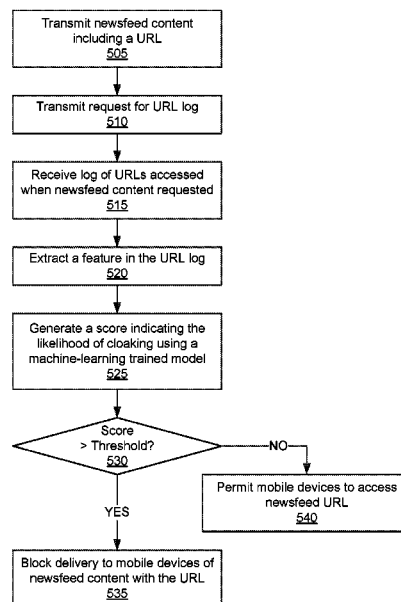 Transmit newsfeed content
including a URL
505
Transmit request for URL log
510
Receive log of URLs accessed
when newsfeed content requested
515
Extract a feature in the URL log
520
Generate a score indicating the
likelihood of cloaking using a
machine-learning trained model
525
Score
> Threshold?
530
NO
Permit mobile devices to access
newsfeed URL
540
YES
Block delivery to mobile devices of
newsfeed content with the URL
535